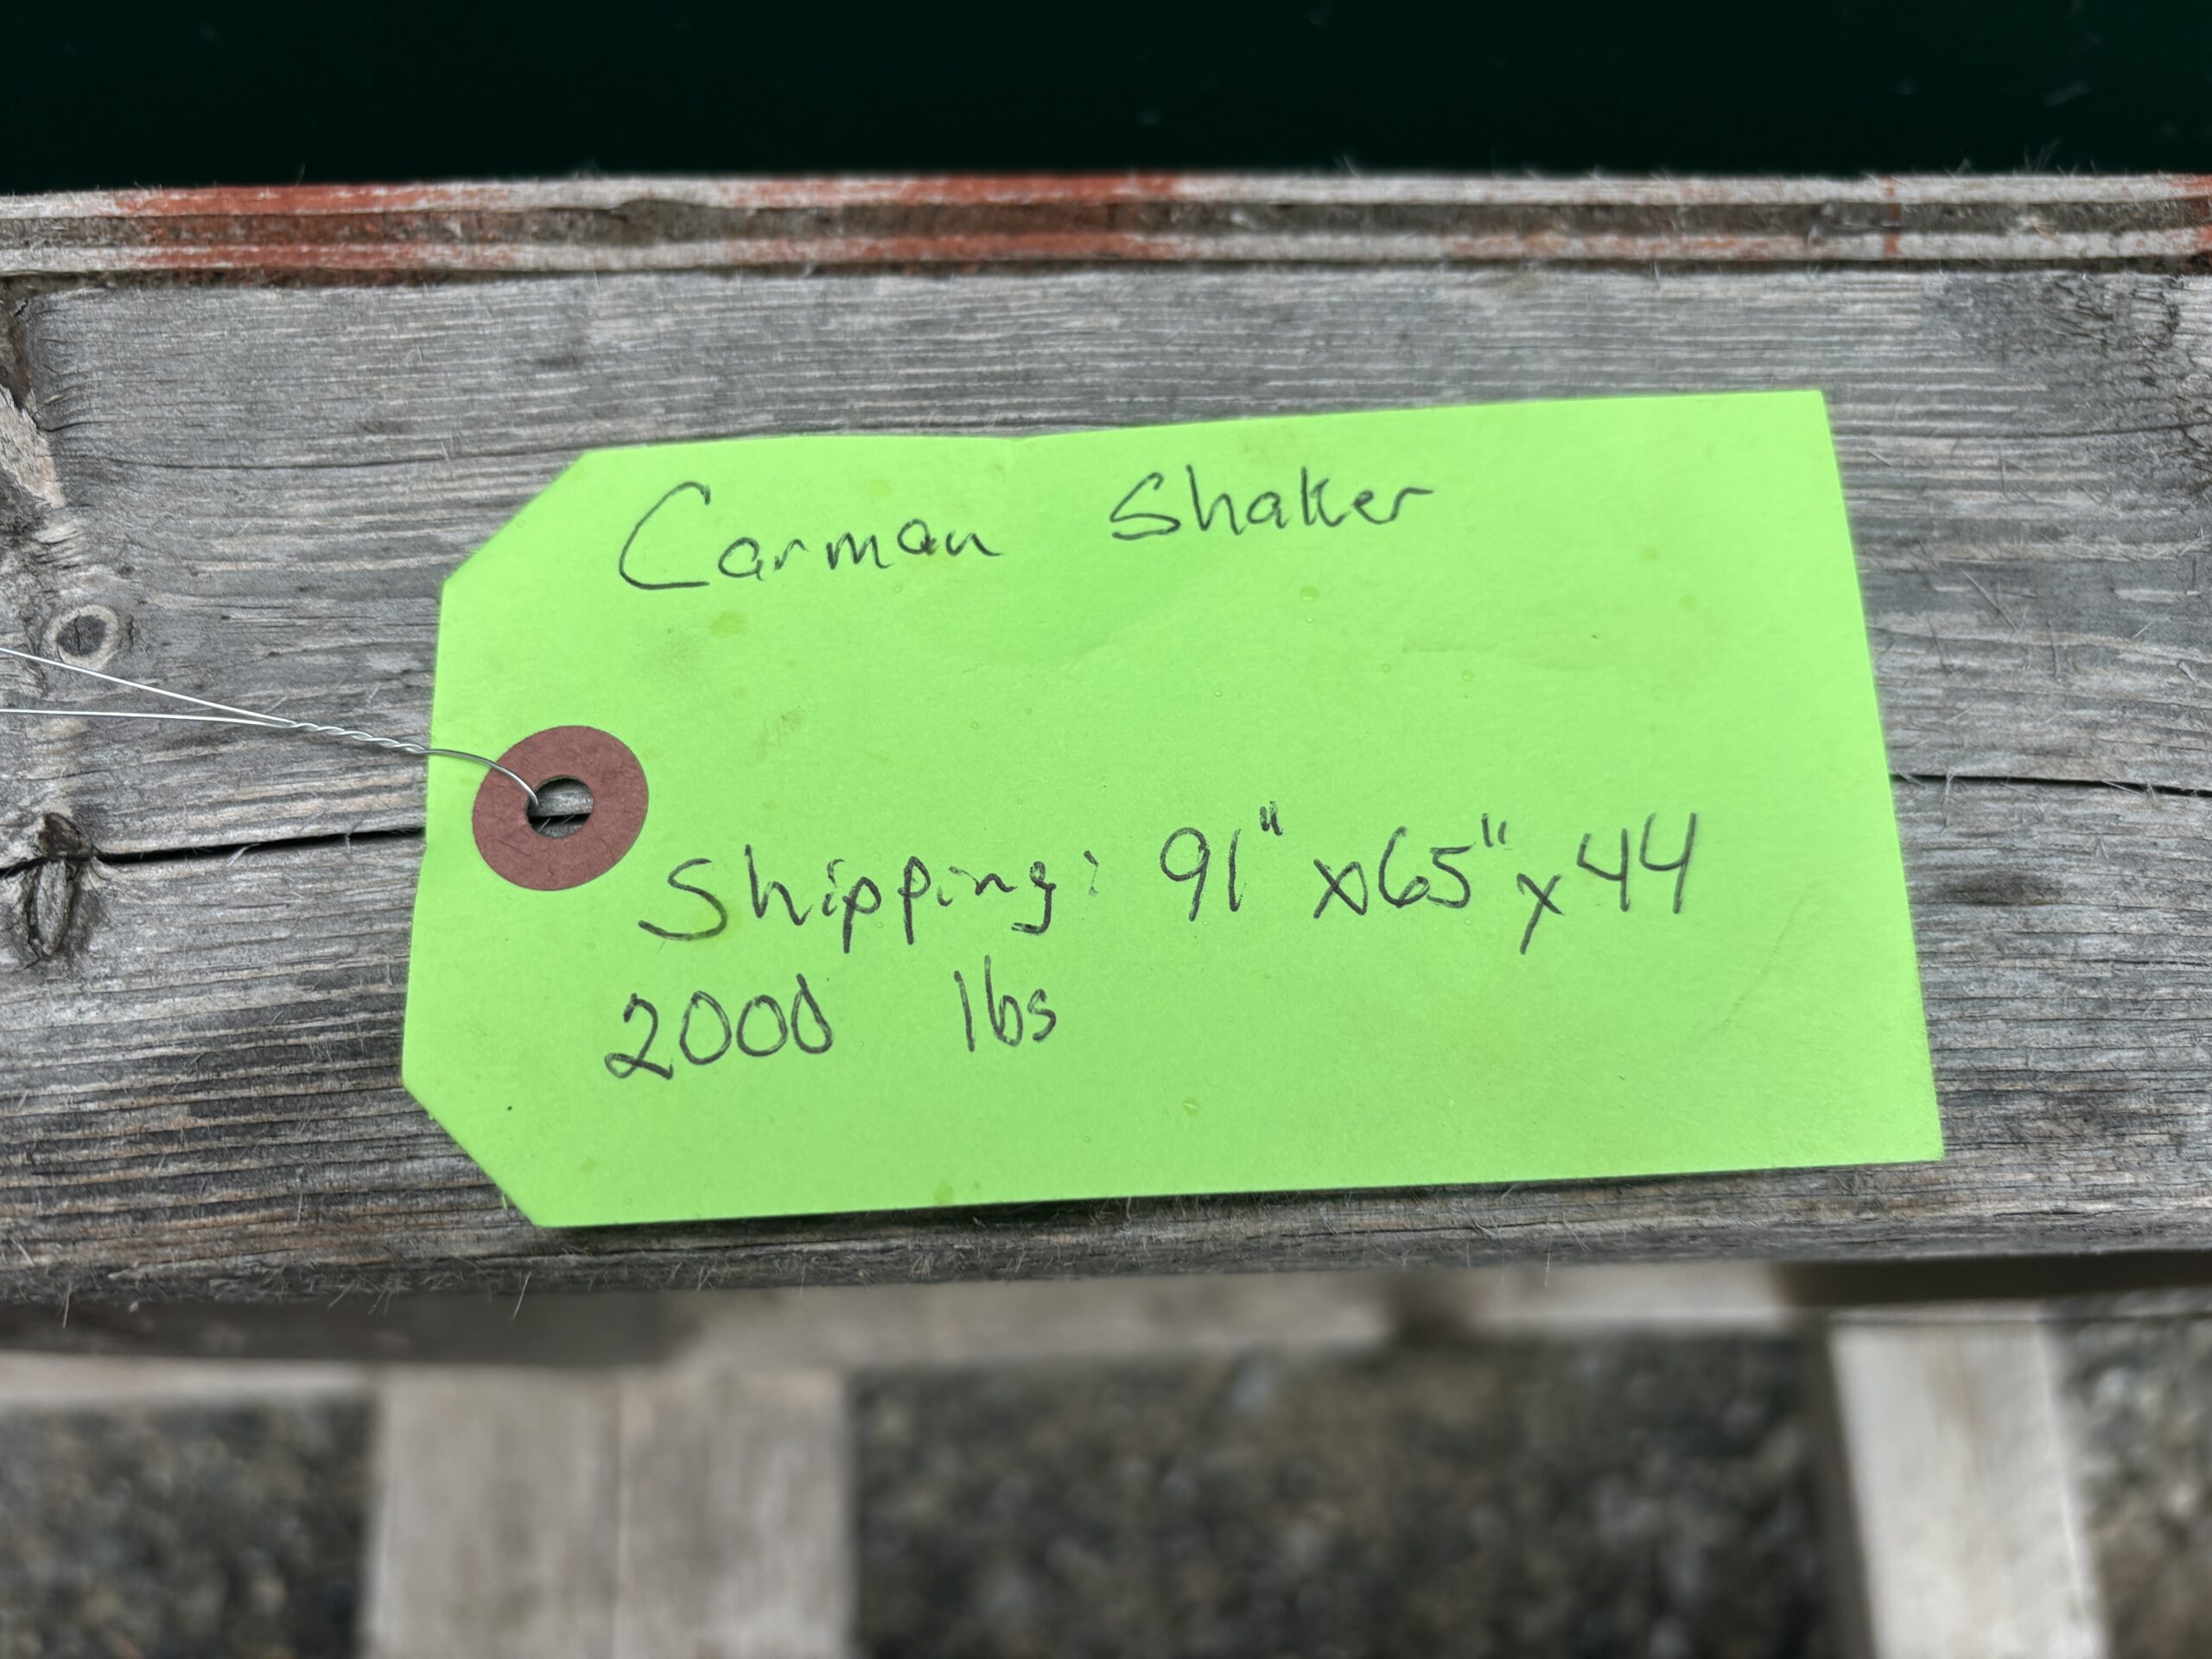 Carman Shaker
Shipping: 91" x65" x44
2000 lbs